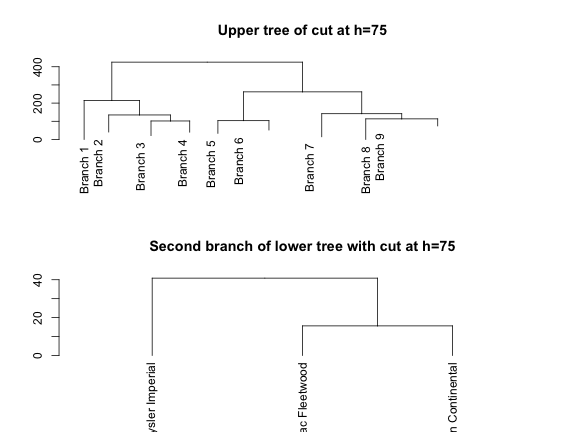 Upper tree of cut at h=75
400
200
0
Branch 1
Branch 2
Branch 3
Branch 4
Branch 5
Branch 6
Branch 7
Branch 8
Branch 9
Second branch of lower tree with cut at h=75
40
20
0
ysler Imperial
ac Fleetwood
n Continental